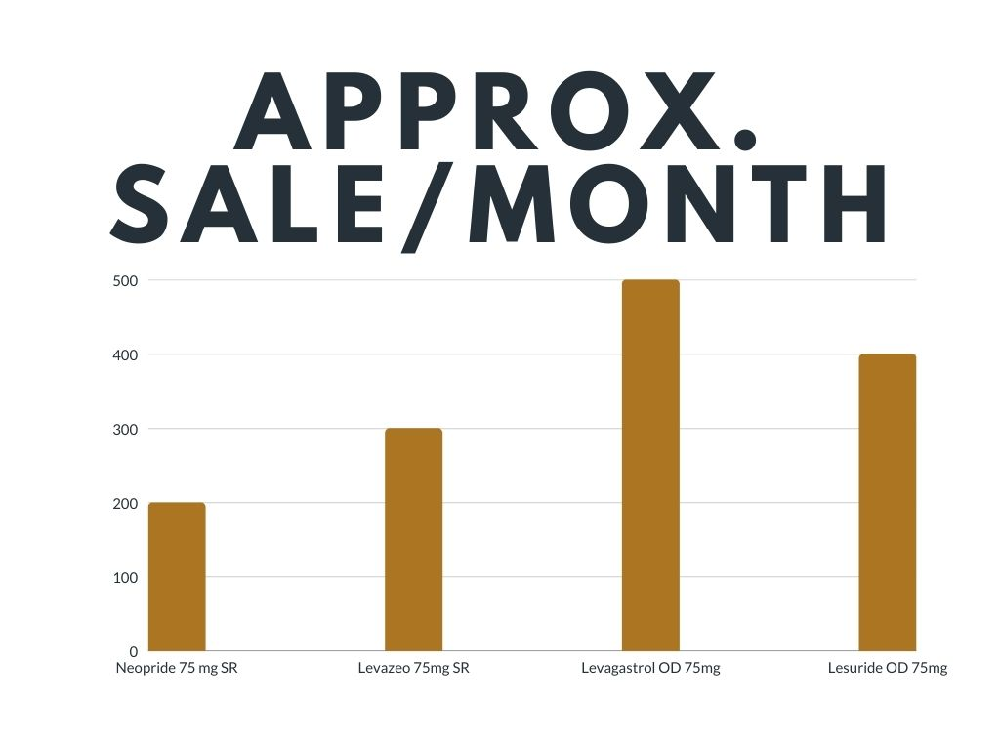 APPROX.
SALE/MONTH
500
400
300
200
100
0
Neopride 75 mg SR
Levazeo 75mg SR
Levagastrol OD 75mg
Lesuride OD 75mg